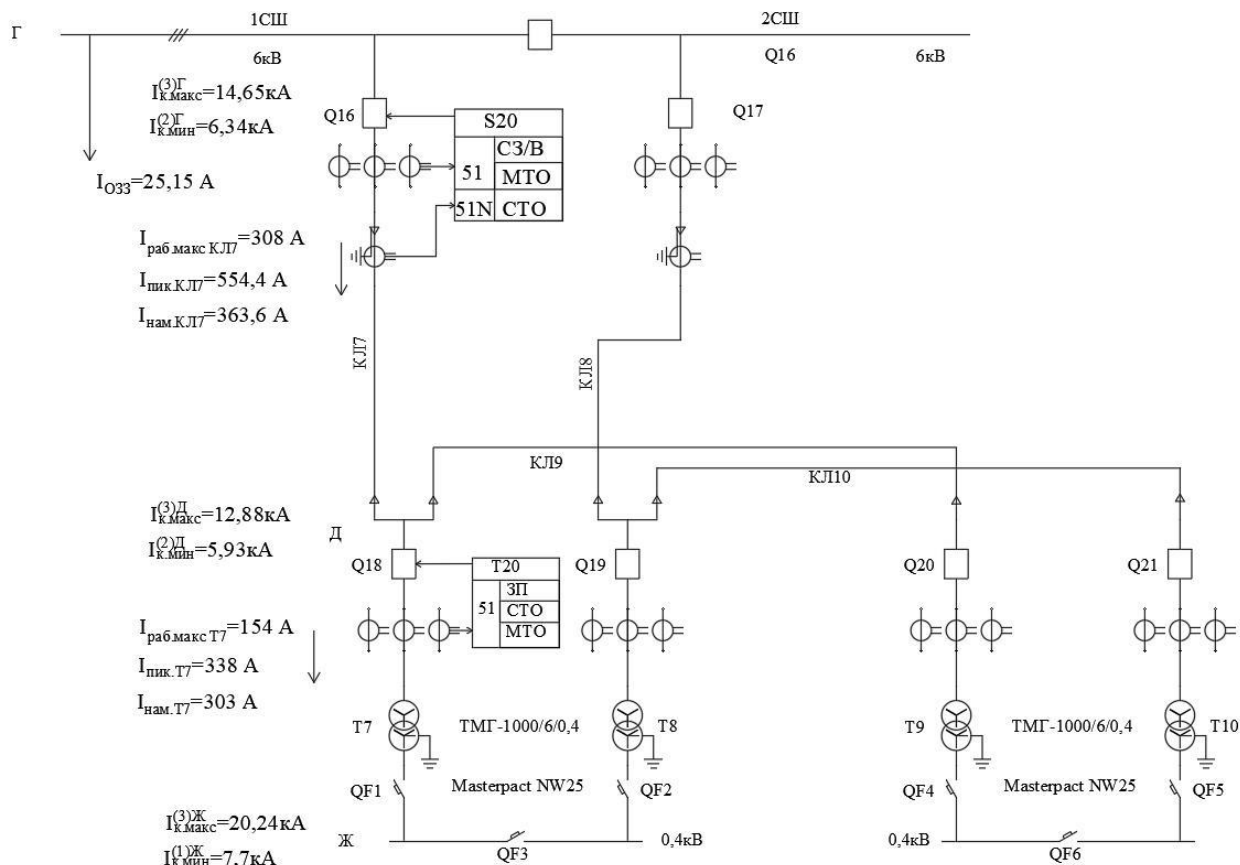 Г
1СШ
2СШ
6кВ
Q16
6кВ
I(3)Г к.макс=14,65кА
I(2)Г к.мин=6,34кА
Q16
S20
51
СЗ/В
МТО
51N
СТО
Q17
IОЗЗ=25,15 А
Iраб.макс КЛ7=308 А
Iпик.КЛ7=554,4 А
Iнам.КЛ7=363,6 А
КЛ7
КЛ8
КЛ9
КЛ10
I(3)Д к.макс=12,88кА
Д
I(2)Д к.мин=5,93кА
Q18
T20
51
ЗП
СТО
МТО
Q19
Q20
Q21
Iраб.макс Т7=154 А
Iпик.Т7=338 А
Iнам.Т7=303 А
Т7
ТМГ-1000/6/0,4
Т8
Т9
ТМГ-1000/6/0,4
Т10
QF1
Masterpact NW25
QF2
QF4
Masterpact NW25
QF5
I(3)Ж к.макс=20,24кА
Ж
QF3
0,4кВ
0,4кВ
QF6
I(1)Ж к.мин=7,7кА